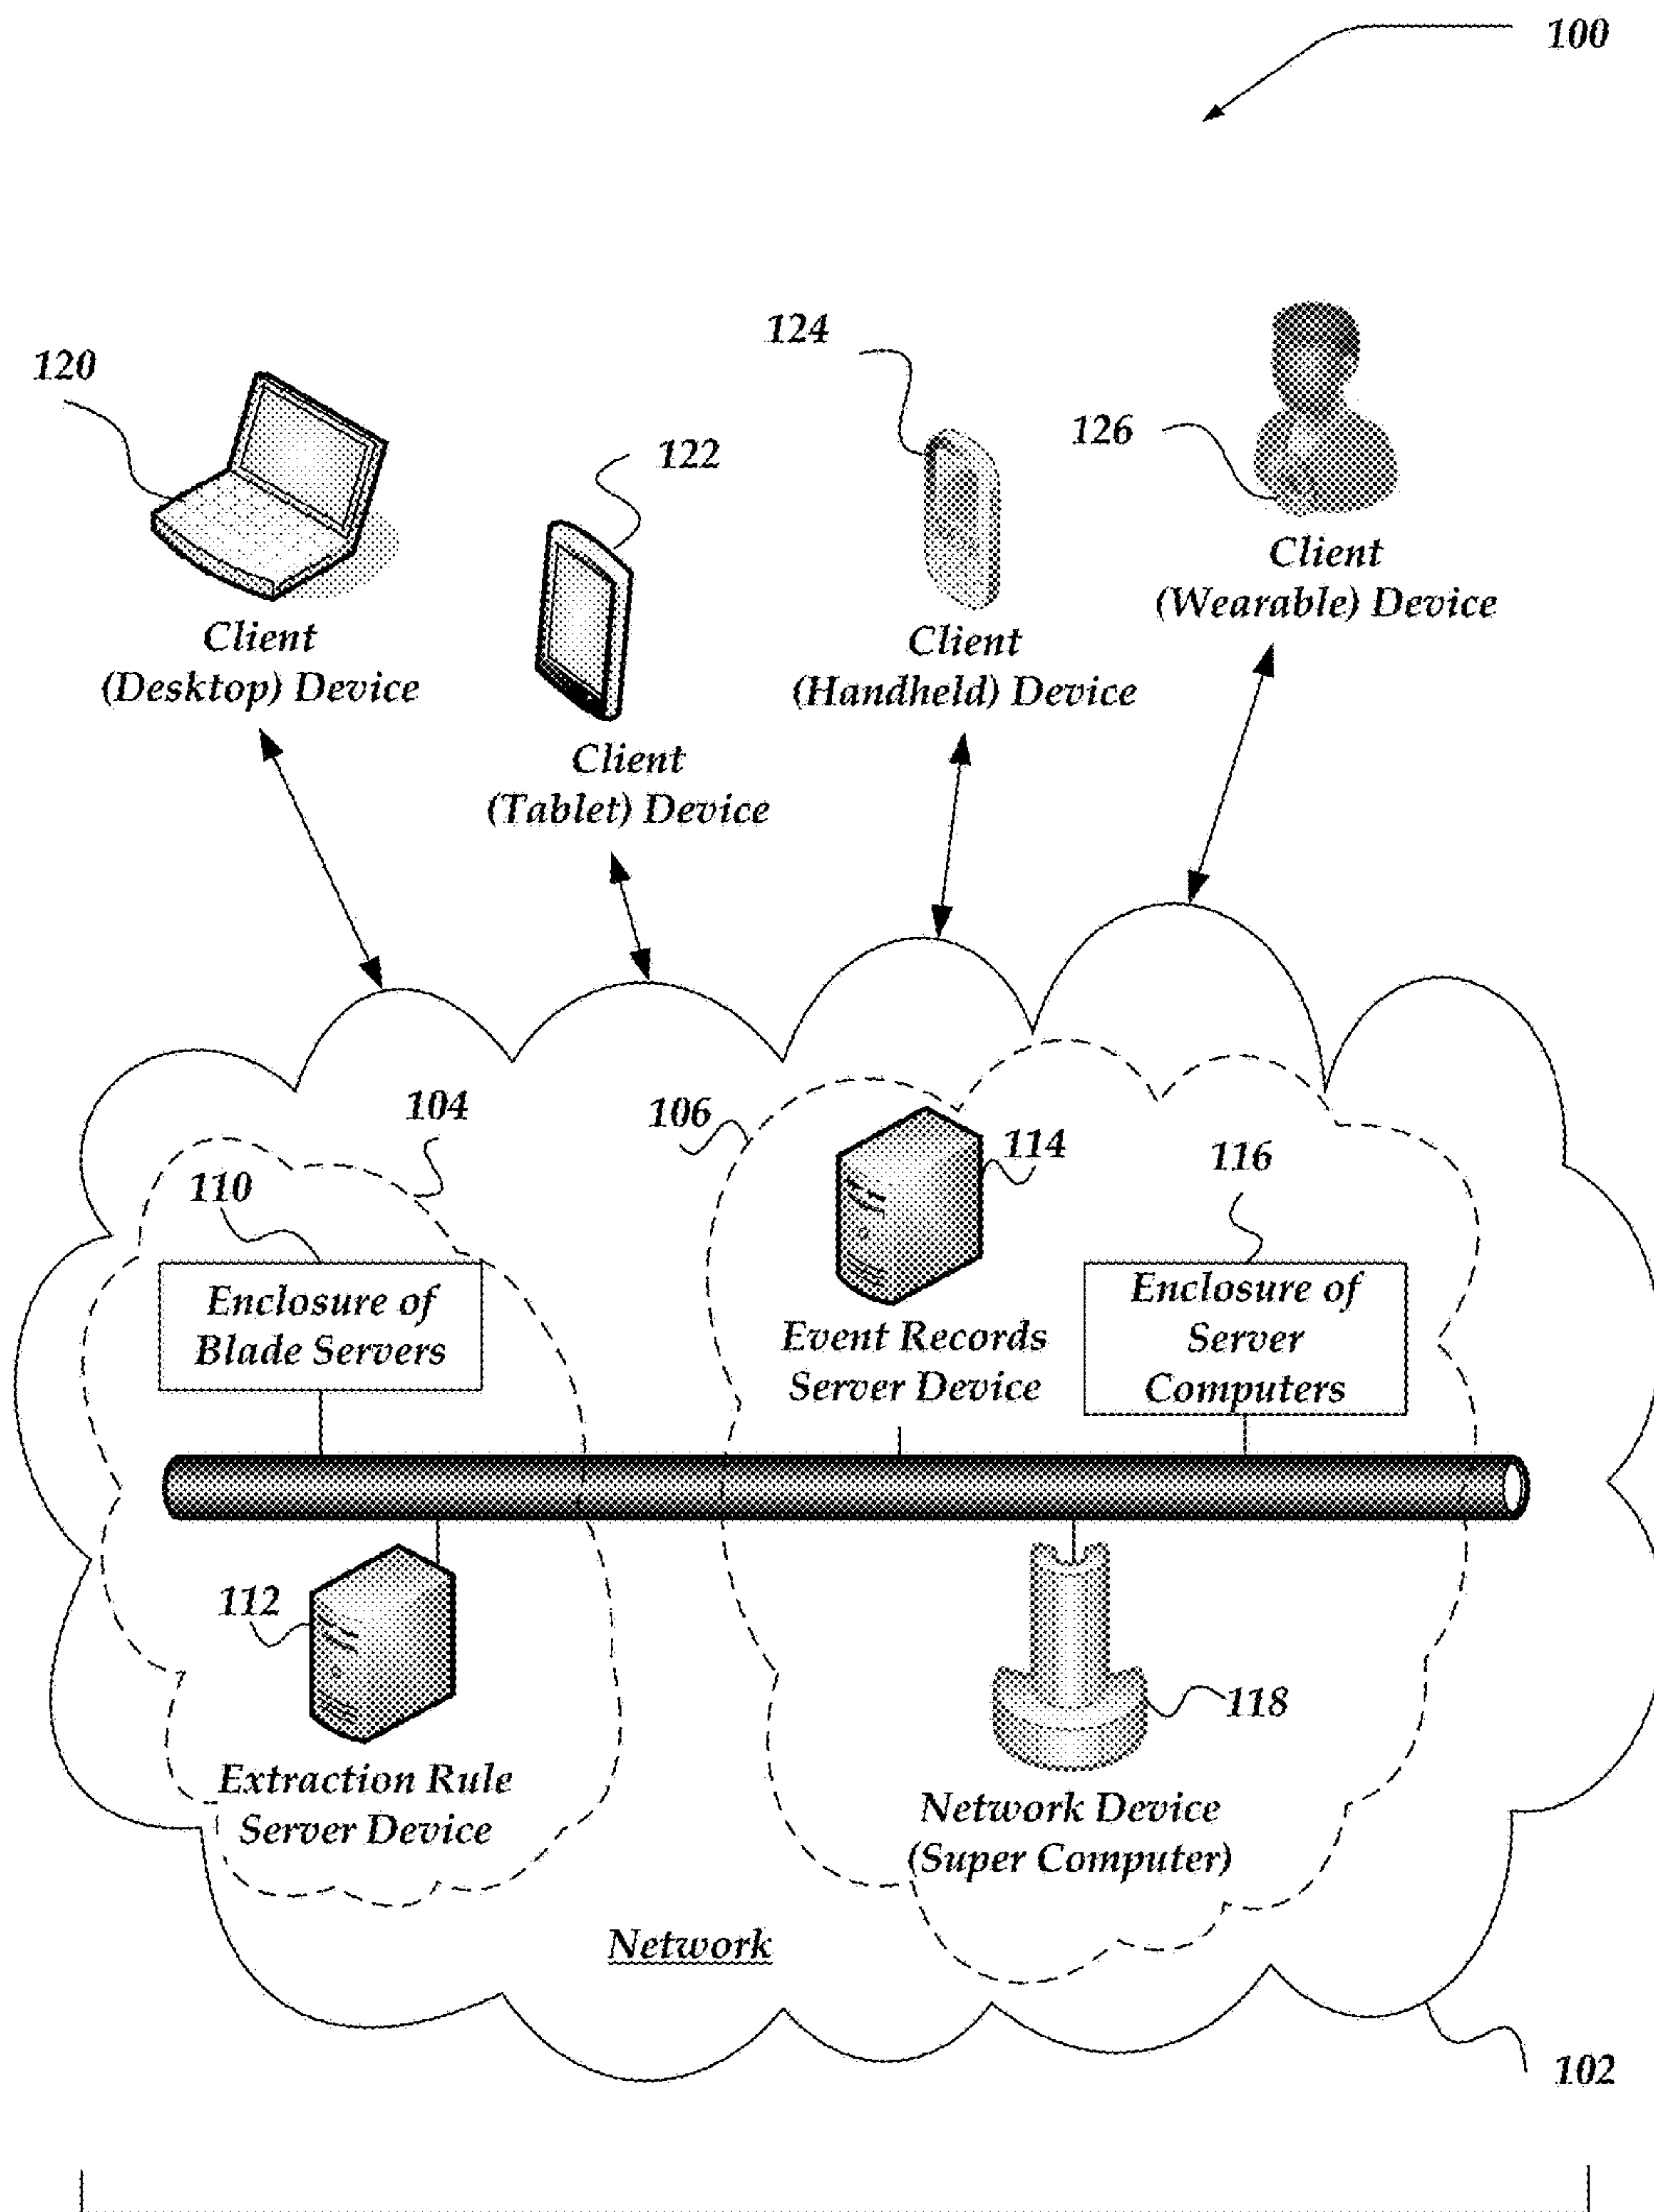 100
124
120
126
122
Client
(Wearable) Device
Client
(Desktop) Device
Client
(Handheld) Device
Client
(Tablet) Device
104
106
114
116
110
Enclosure of
Blade Servers
Event Records
Server Device
Enclosure of
Server
Computers
112
118
Extraction Rule
Server Device
Network Device
(Super Computer)
Network
102